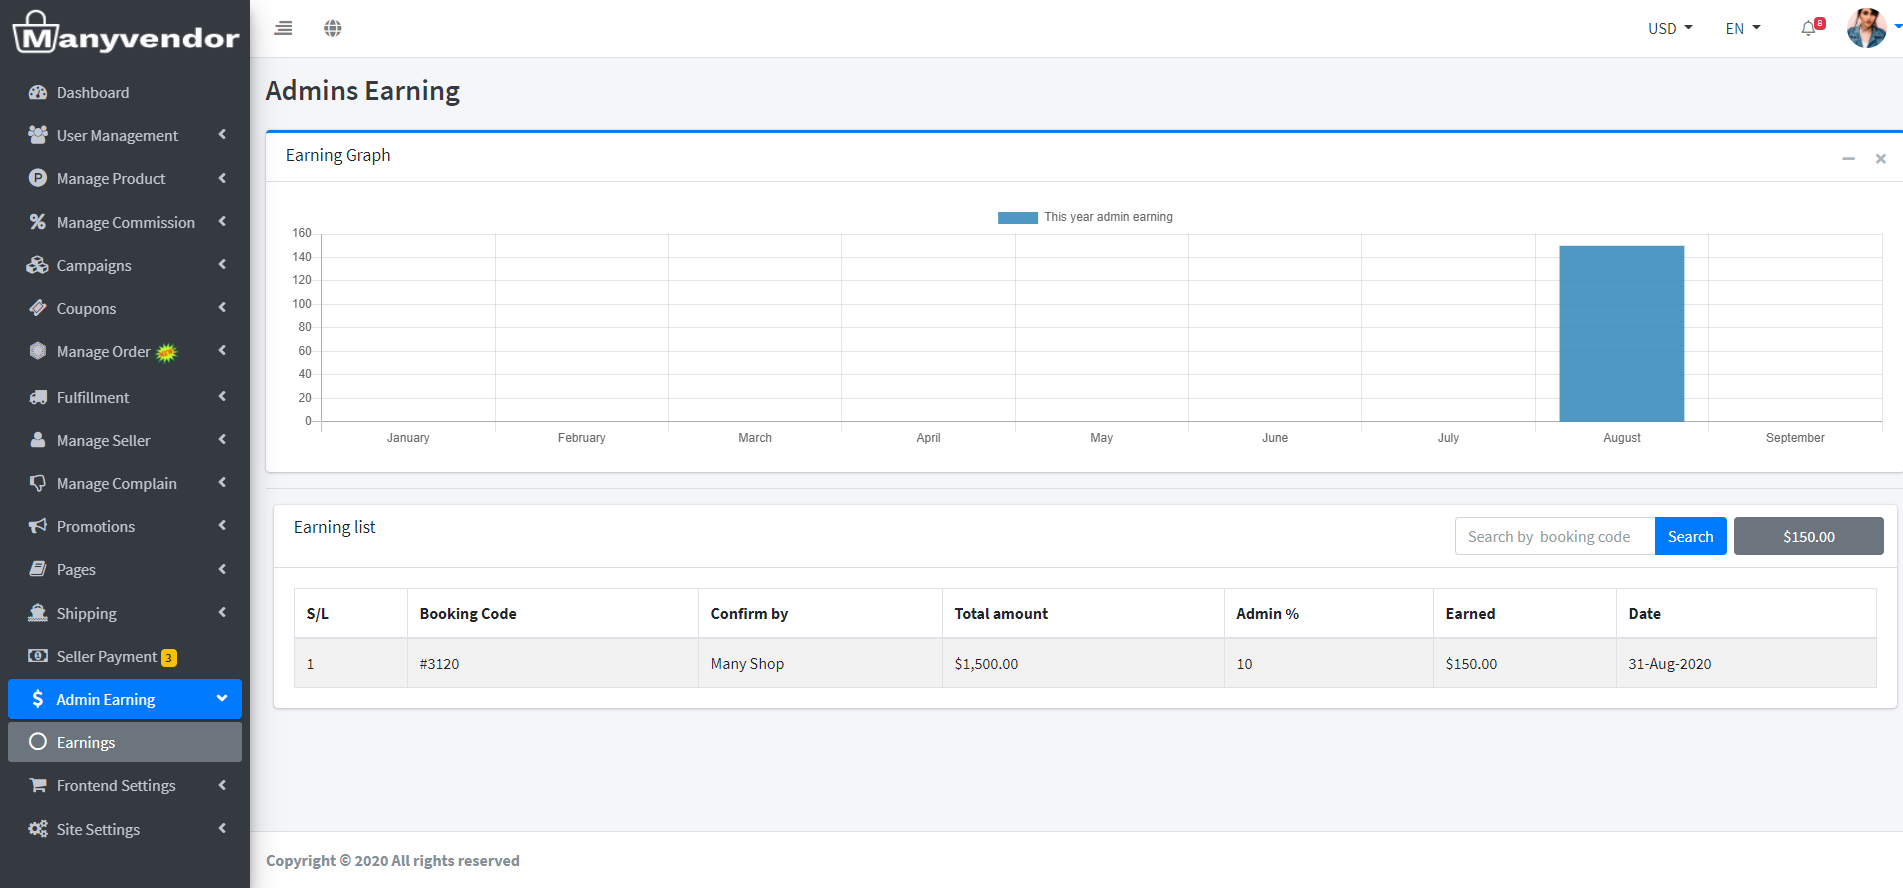 Manyvendor
USD
EN
8
Dashboard
User Management
Manage Product
Manage Commission
Campaigns
Coupons
Manage Order NEW
Fulfillment
Manage Seller
Manage Complain
Promotions
Pages
Shipping
Seller Payment 3
Admin Earning
Earnings
Frontend Settings
Site Settings
Admins Earning
Earning Graph
This year admin earning
160
140
120
100
80
60
40
20
0
January February March April May June July August September
Earning list
Search by booking code Search $150.00
S/L Booking Code Confirm by Total amount Admin % Earned Date
1 #3120 Many Shop $1,500.00 10 $150.00 31-Aug-2020
Copyright © 2020 All rights reserved